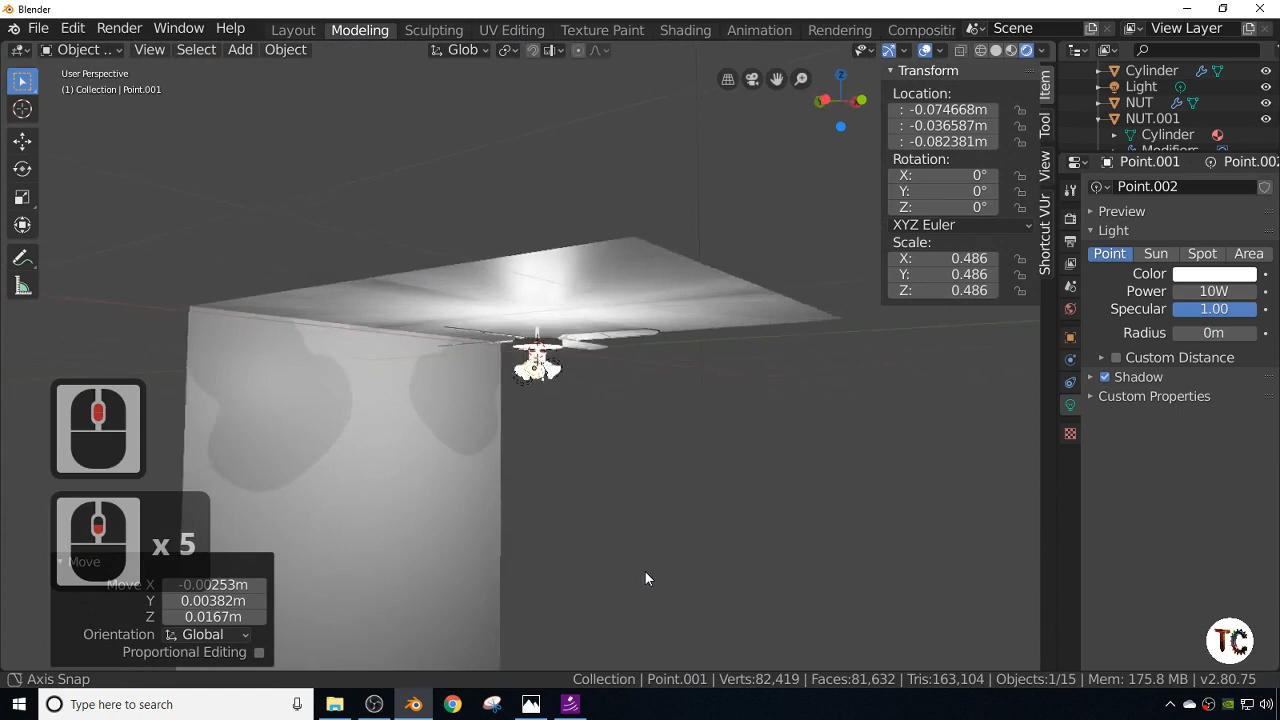 Blender
File Edit Render Window Help
Layout Modeling Sculpting UV Editing Texture Paint Shading Animation Rendering Compositir
Scene
View Layer
Object .. View Select Add Object
Glob
User Perspective
(1) Collection | Point.001
Transform
Location:
: -0.074668m
: -0.036587m
: -0.082381m
Rotation:
X: 0°
Y: 0°
Z: 0°
XYZ Euler
Scale:
X: 0.486
Y: 0.486
Z: 0.486
Item
Tool
View
Shortcut VUr
Cylinder
Light
NUT
NUT.001
Cylinder
Modifiers
Point.001 Point.002
Point.002
Preview
Light
Point Sun Spot Area
Color
Power 10W
Specular 1.00
Radius 0m
Custom Distance
Shadow
Custom Properties
x 5
Move
Move X -0.00253m
Y 0.00382m
Z 0.0167m
Orientation Global
Proportional Editing
TC
Axis Snap
Collection | Point.001 | Verts:82,419 | Faces:81,632 | Tris:163,104 | Objects:1/15 | Mem: 175.8 MB | v2.80.75
Type here to search